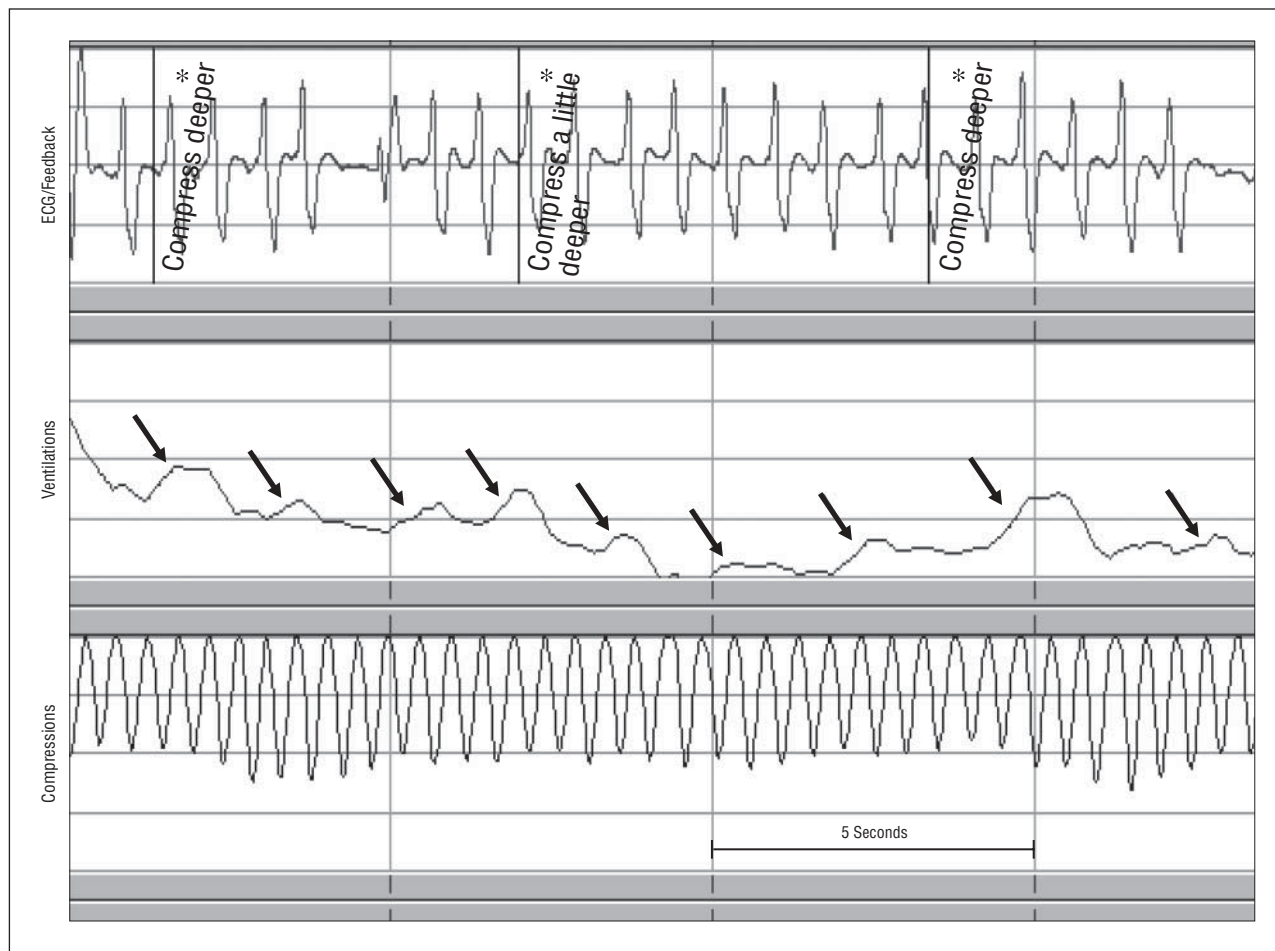 ECG/Feedback
Compress deeper*
Compress a little*
deeper
Compress deeper*
Ventilations
Compressions
5 Seconds